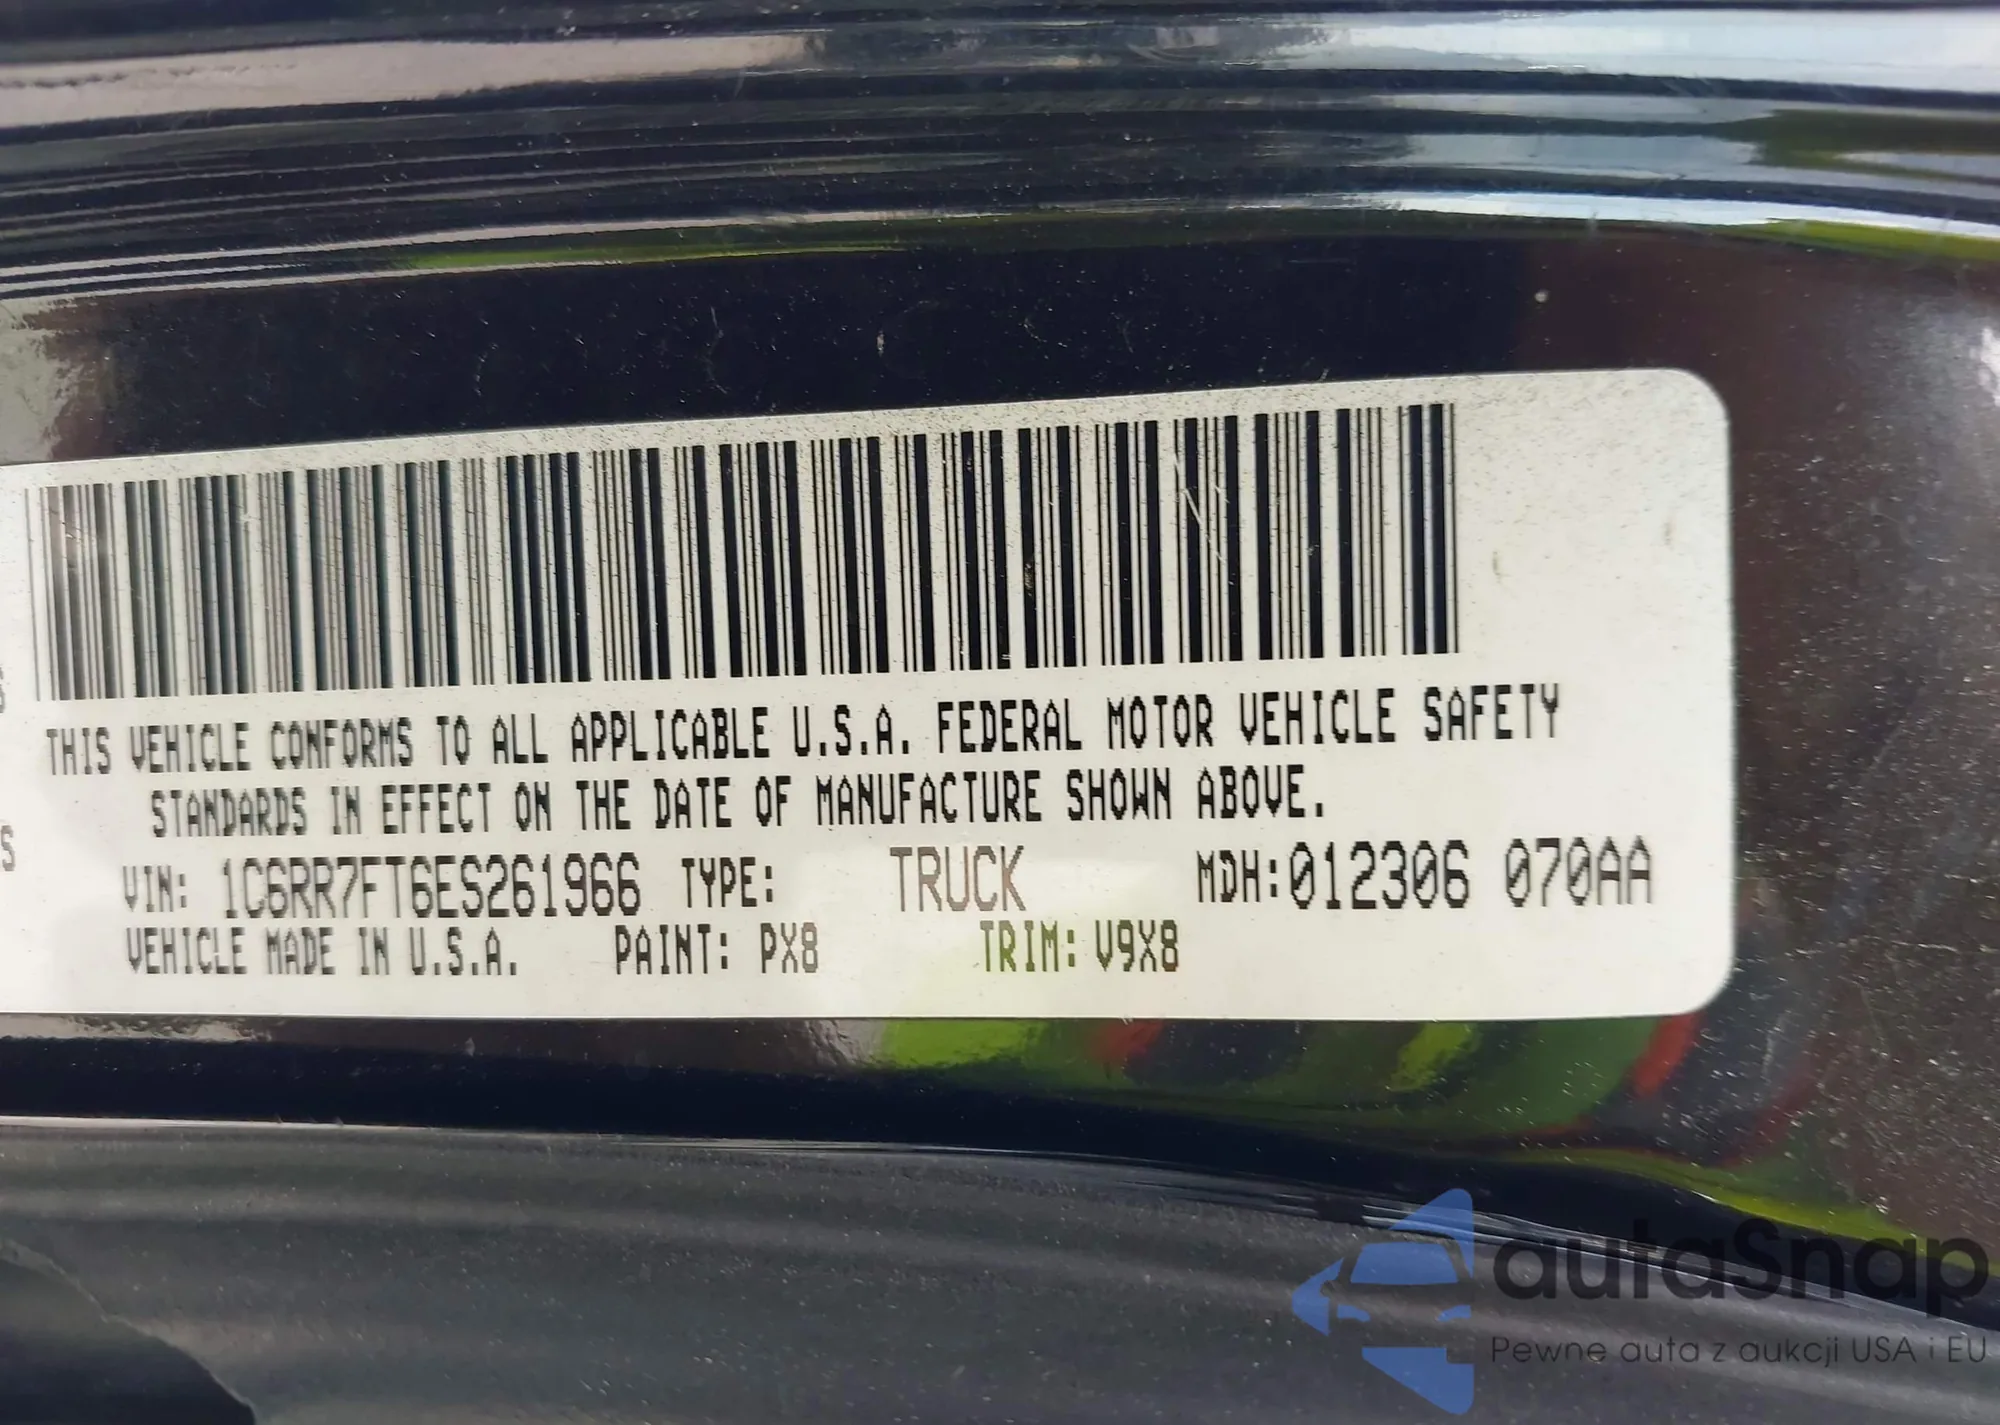 THIS VEHICLE CONFORMS TO ALL APPLICABLE U.S.A. FEDERAL MOTOR VEHICLE SAFETY
STANDARDS IN EFFECT ON THE DATE OF MANUFACTURE SHOWN ABOVE.
VIN: 1C6RR7FT6ES261966 TYPE: TRUCK MDH:012306 070AA
VEHICLE MADE IN U.S.A. PAINT: PX8 TRIM: V9X8
autaSnap
Pewne auta z aukcji USA i EU